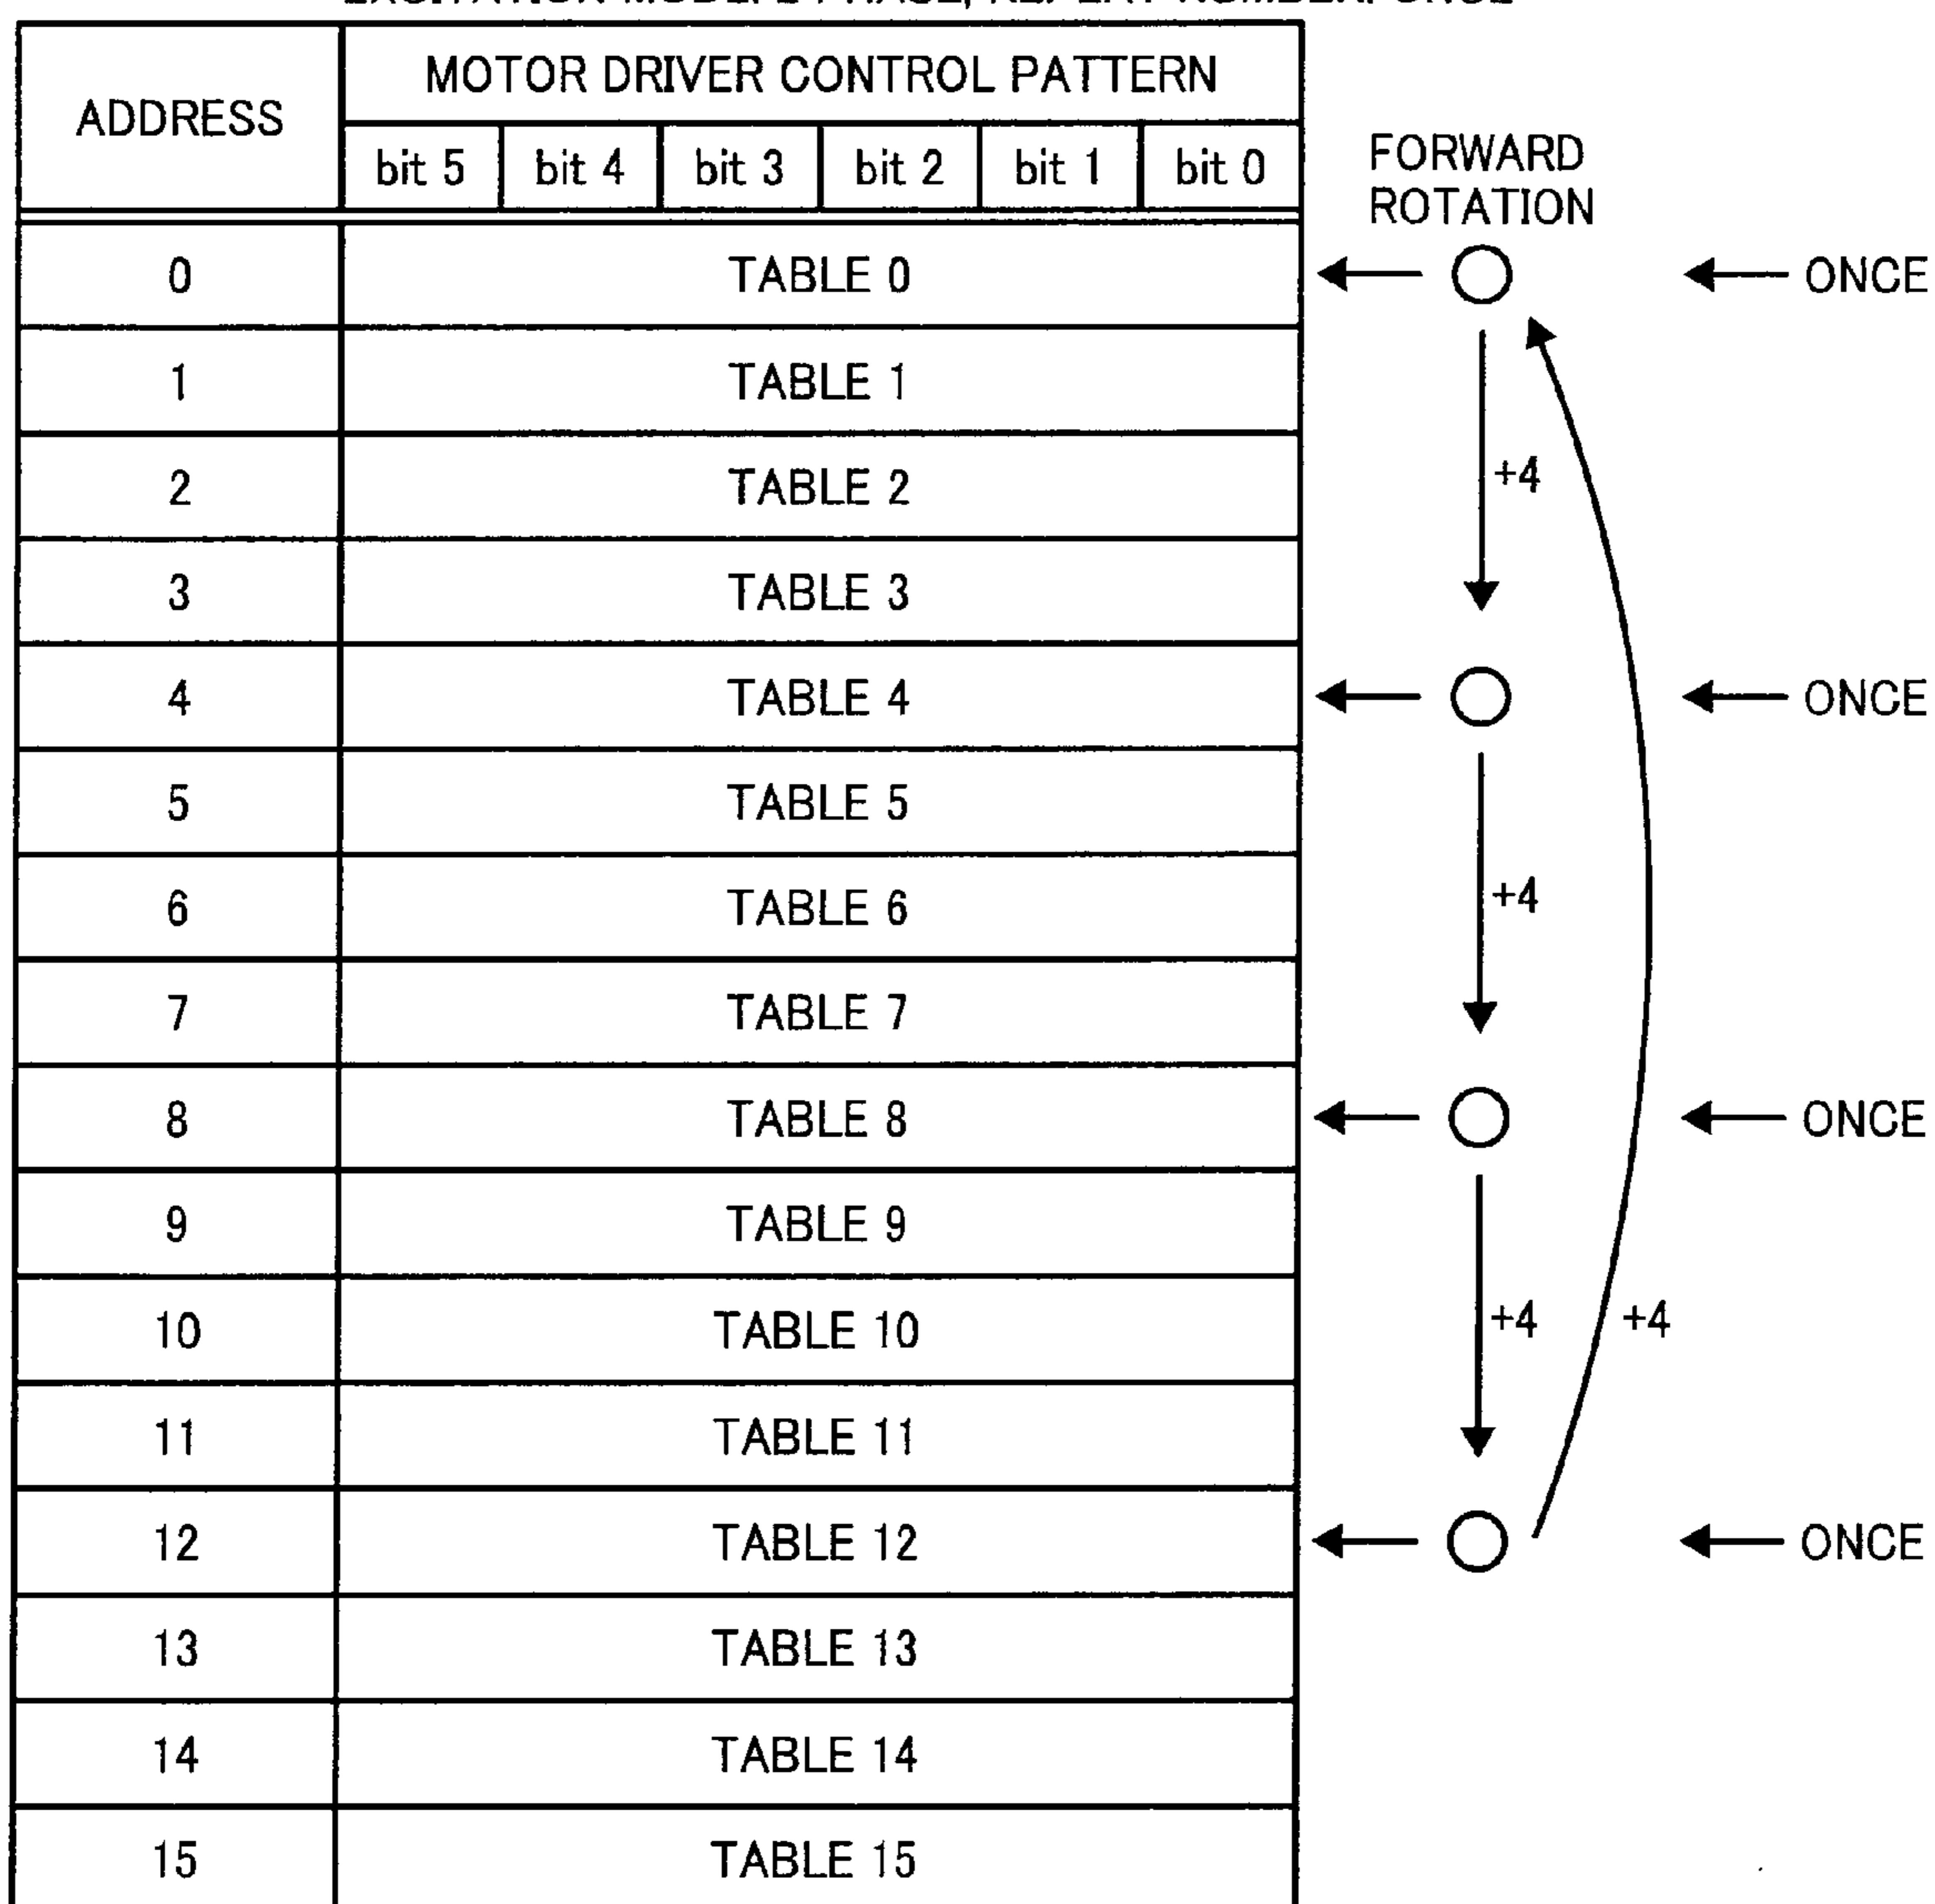 MOTOR DRIVER CONTROL PATTERN
ADDRESS
bit 5 bit 4 bit 3 bit 2 bit 1 bit 0
FORWARD
ROTATION
0 TABLE 0 ONCE
1 TABLE 1
2 TABLE 2 +4
3 TABLE 3
4 TABLE 4 ONCE
5 TABLE 5
6 TABLE 6 +4
7 TABLE 7
8 TABLE 8 ONCE
9 TABLE 9
10 TABLE 10 +4 +4
11 TABLE 11
12 TABLE 12 ONCE
13 TABLE 13
14 TABLE 14
15 TABLE 15